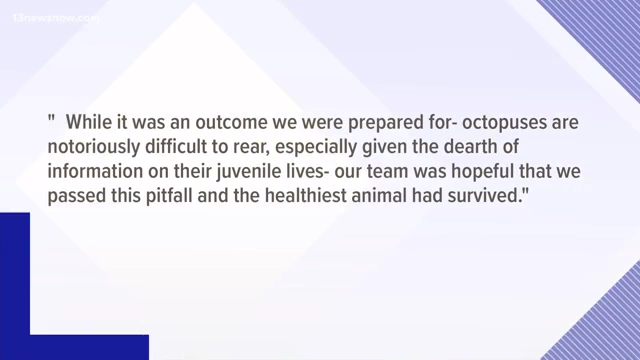 13newsnow.com
" While it was an outcome we were prepared for- octopuses are
notoriously difficult to rear, especially given the dearth of
information on their juvenile lives- our team was hopeful that we
passed this pitfall and the healthiest animal had survived."